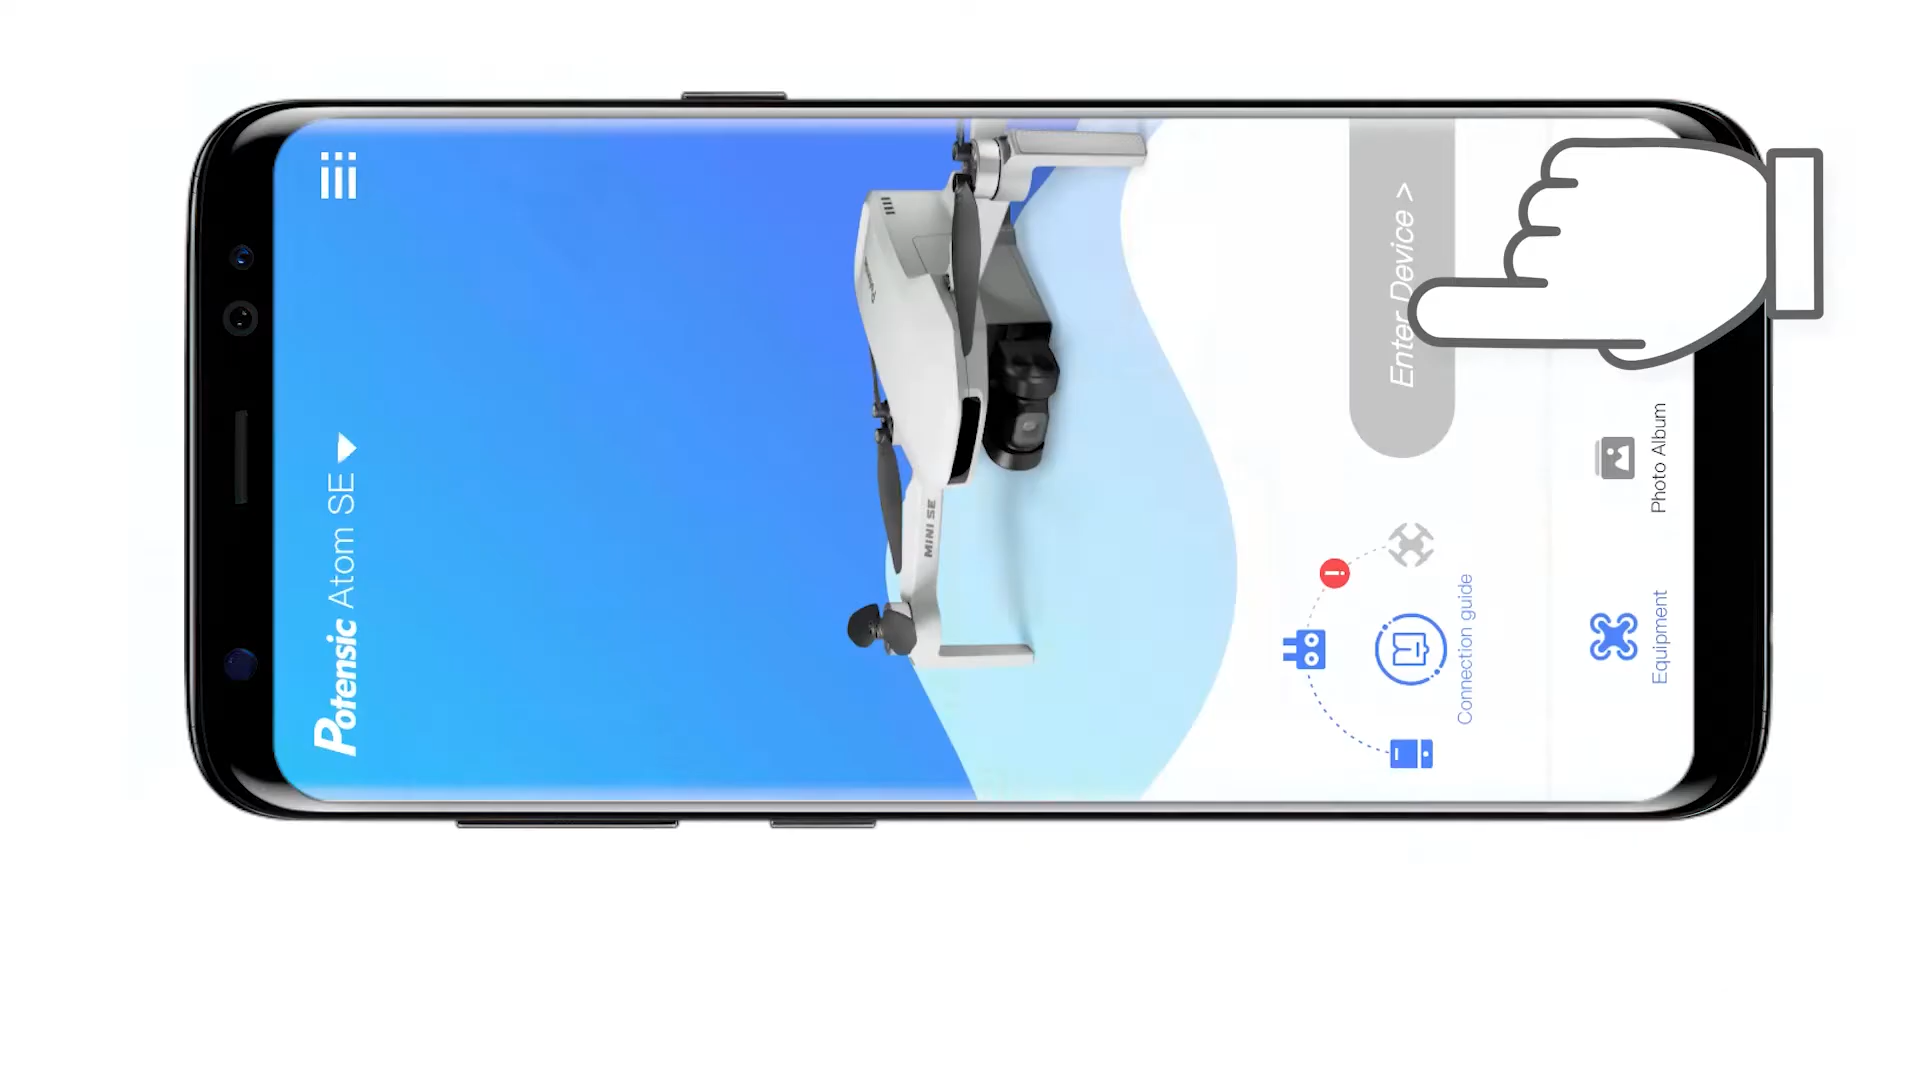 Potensic Atom SE
MINI SE
Enter Device >
Connection guide
Equipment
Photo Album